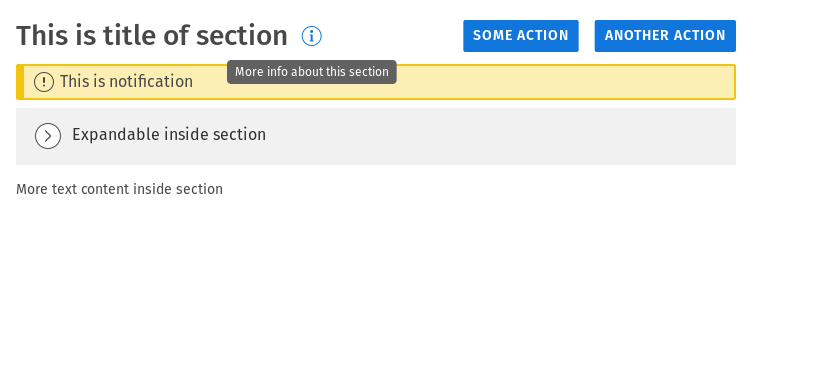 This is title of section
SOME ACTION
ANOTHER ACTION
More info about this section
This is notification
Expandable inside section
More text content inside section